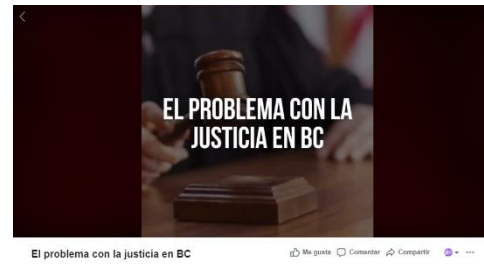 EL PROBLEMA CON LA
JUSTICIA EN BC
El problema con la justicia en BC
Me gusta Comentar Compartir